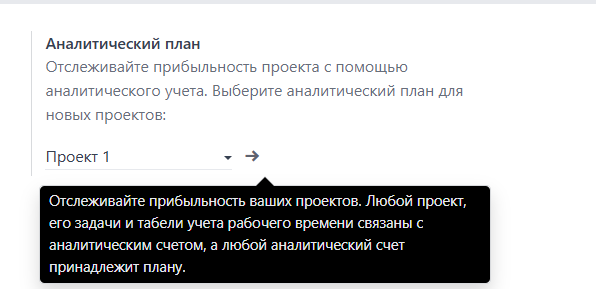 Аналитический план
Отслеживайте прибыльность проекта с помощью
аналитического учета. Выберите аналитический план для
новых проектов:
Проект 1
Отслеживайте прибыльность ваших проектов. Любой проект,
его задачи и табели учета рабочего времени связаны с
аналитическим счетом, а любой аналитический счет
принадлежит плану.